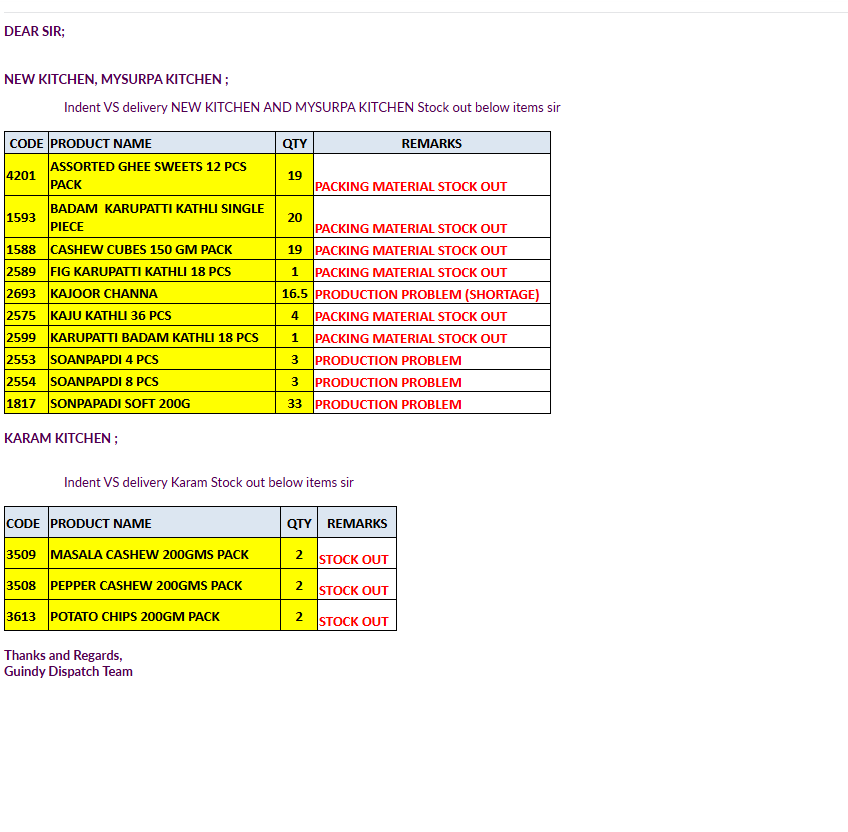 DEAR SIR;
NEW KITCHEN, MYSURPA KITCHEN ;
Indent VS delivery NEW KITCHEN AND MYSURPA KITCHEN Stock out below items sir
CODE PRODUCT NAME QTY REMARKS
4201 ASSORTED GHEE SWEETS 12 PCS PACK 19 PACKING MATERIAL STOCK OUT
1593 BADAM KARUPATTI KATHLI SINGLE PIECE 20 PACKING MATERIAL STOCK OUT
1588 CASHEW CUBES 150 GM PACK 19 PACKING MATERIAL STOCK OUT
2589 FIG KARUPATTI KATHLI 18 PCS 1 PACKING MATERIAL STOCK OUT
2693 KAJOOR CHANNA 16.5 PRODUCTION PROBLEM (SHORTAGE)
2575 KAJU KATHLI 36 PCS 4 PACKING MATERIAL STOCK OUT
2599 KARUPATTI BADAM KATHLI 18 PCS 1 PACKING MATERIAL STOCK OUT
2553 SOANPAPDI 4 PCS 3 PRODUCTION PROBLEM
2554 SOANPAPDI 8 PCS 3 PRODUCTION PROBLEM
1817 SONPAPADI SOFT 200G 33 PRODUCTION PROBLEM
KARAM KITCHEN ;
Indent VS delivery Karam Stock out below items sir
CODE PRODUCT NAME QTY REMARKS
3509 MASALA CASHEW 200GMS PACK 2 STOCK OUT
3508 PEPPER CASHEW 200GMS PACK 2 STOCK OUT
3613 POTATO CHIPS 200GM PACK 2 STOCK OUT
Thanks and Regards,
Guindy Dispatch Team